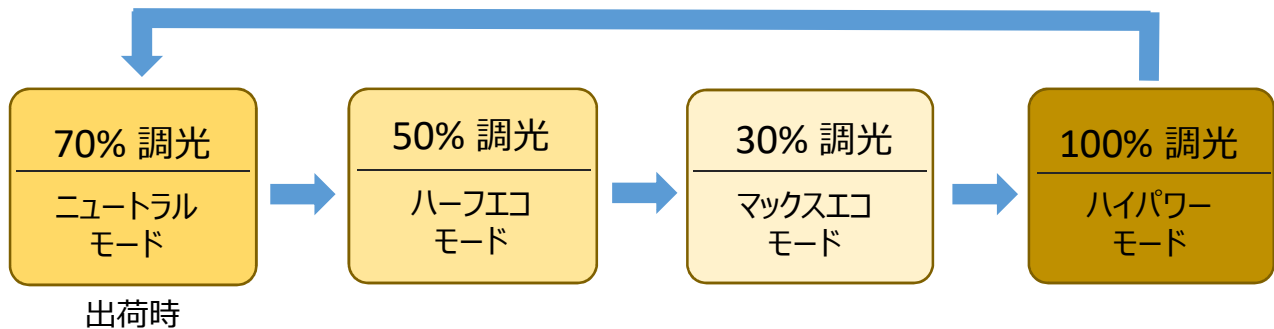 70% 調光
ニュートラル
モード
出荷時
50% 調光
ハーフエコ
モード
30% 調光
マックスエコ
モード
100% 調光
ハイパワー
モード